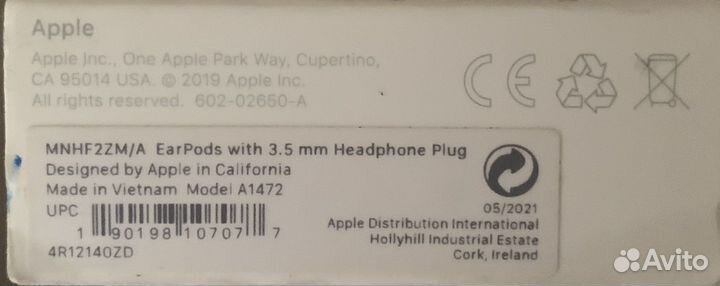 Apple
Apple Inc., One Apple Park Way, Cupertino,
CA 95014 USA. © 2019 Apple Inc.
All rights reserved. 602-02650-A
CE
MNHF2ZM/A EarPods with 3.5 mm Headphone Plug
Designed by Apple in California
Made in Vietnam Model A1472
UPC
1 90198 10707 7
4R12140ZD
05/2021
Apple Distribution International
Hollyhill Industrial Estate
Cork, Ireland
Avito